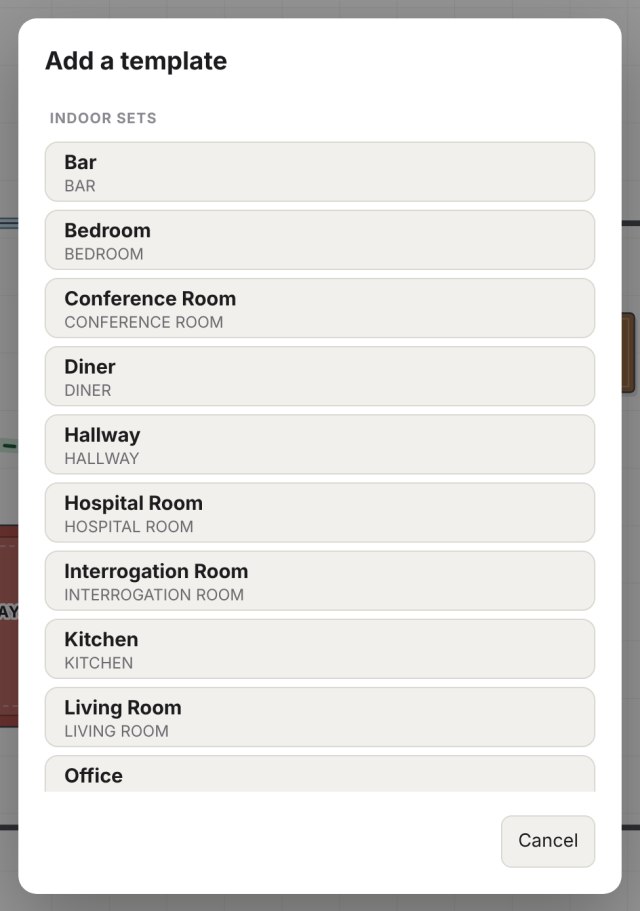 Add a template
INDOOR SETS
Bar
BAR
Bedroom
BEDROOM
Conference Room
CONFERENCE ROOM
Diner
DINER
Hallway
HALLWAY
Hospital Room
HOSPITAL ROOM
Interrogation Room
INTERROGATION ROOM
Kitchen
KITCHEN
Living Room
LIVING ROOM
Office
Cancel